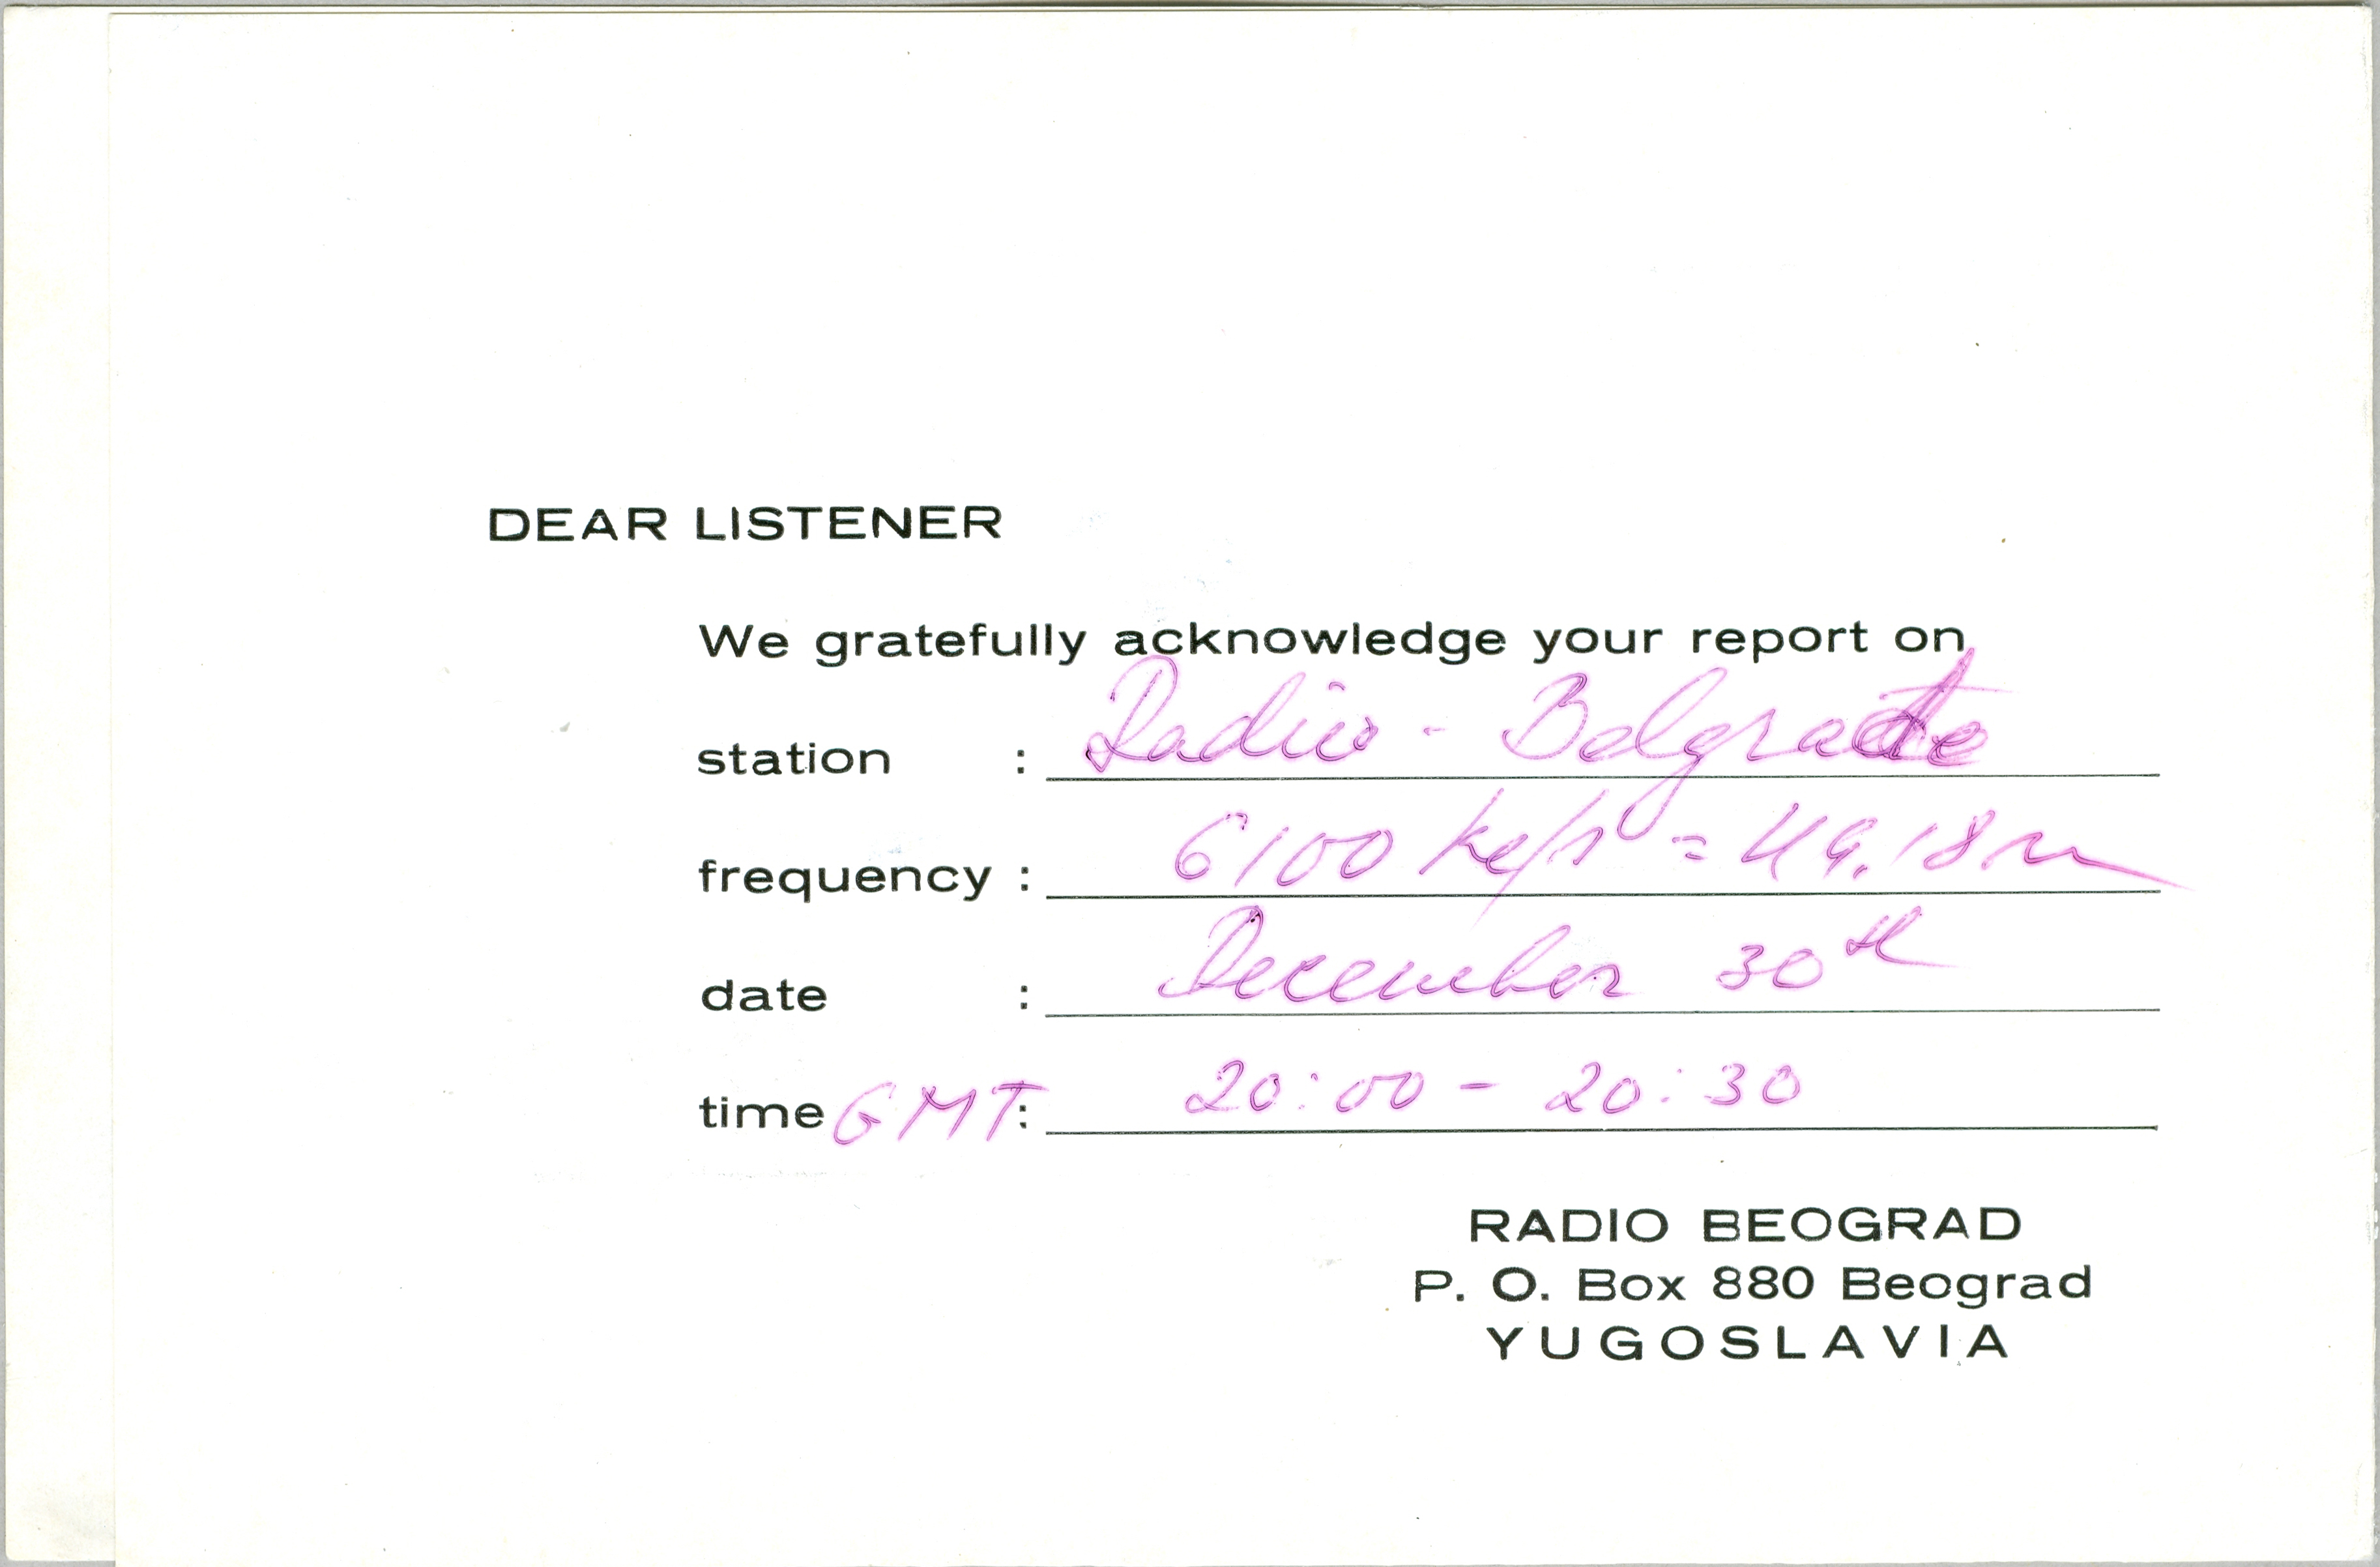 DEAR LISTENER
We gratefully acknowledge your report on
station : Radio - Belgrade
frequency : 6100 kc/s = 49,18 m
date : December 30th
time GMT : 20:00 - 20:30
RADIO BEOGRAD
P. O. Box 880 Beograd
YUGOSLAVIA